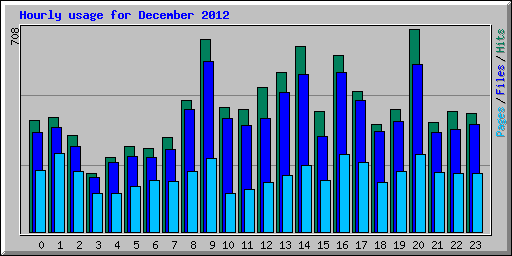 Hourly usage for December 2012
708
Pages / Files / Hits
0 1 2 3 4 5 6 7 8 9 10 11 12 13 14 15 16 17 18 19 20 21 22 23